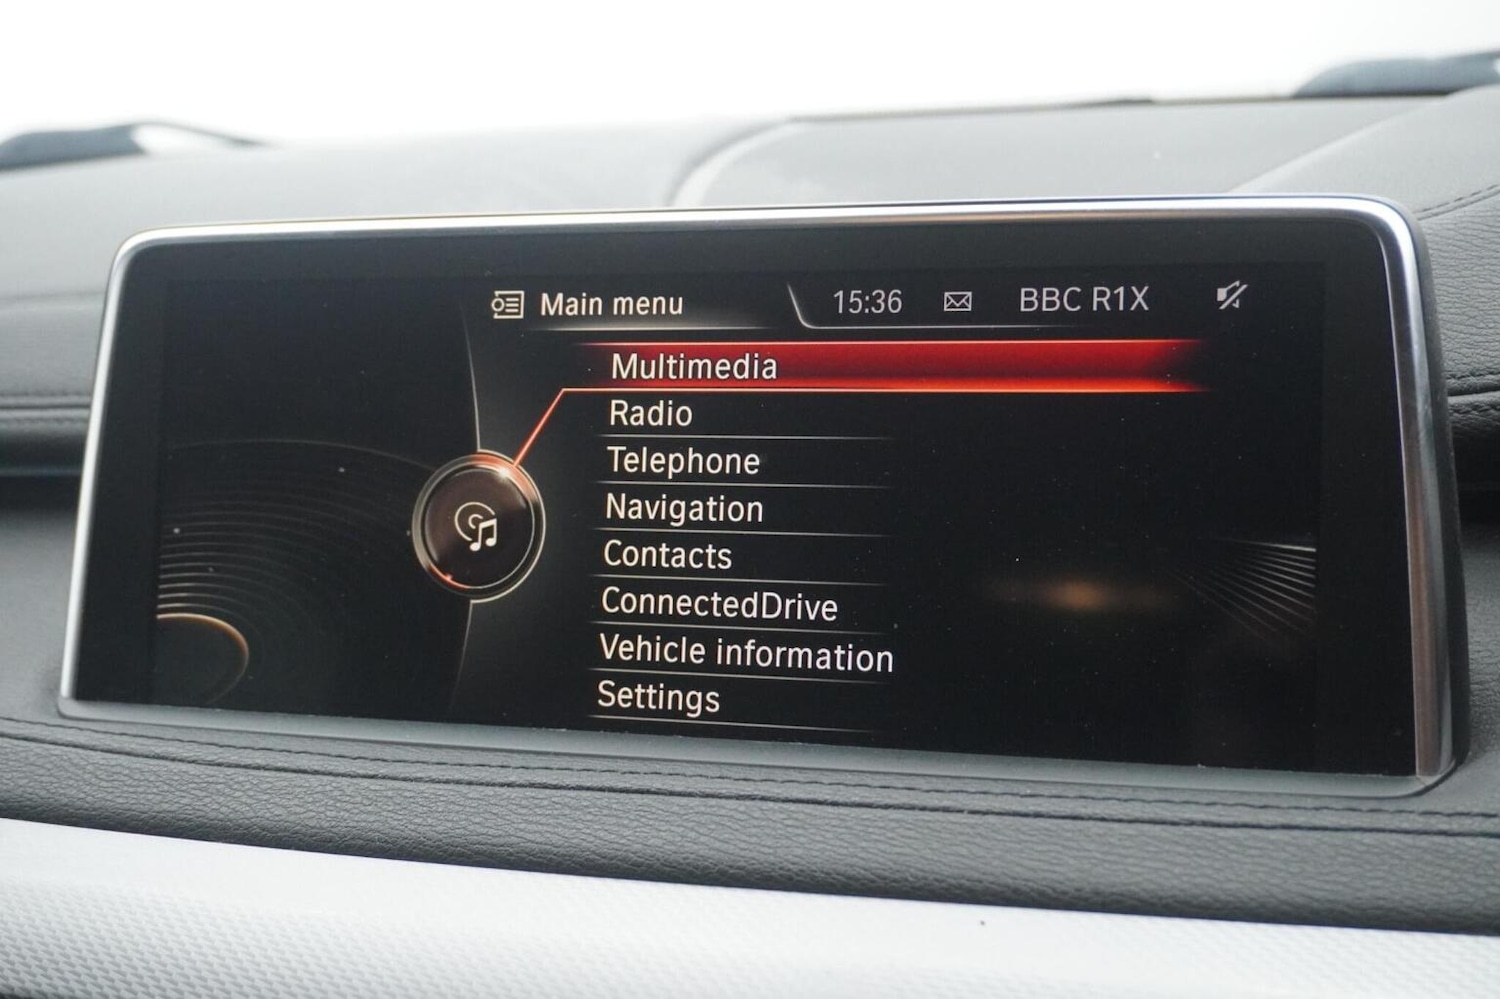 Main menu
15:36 BBC R1X
Multimedia
Radio
Telephone
Navigation
Contacts
ConnectedDrive
Vehicle information
Settings